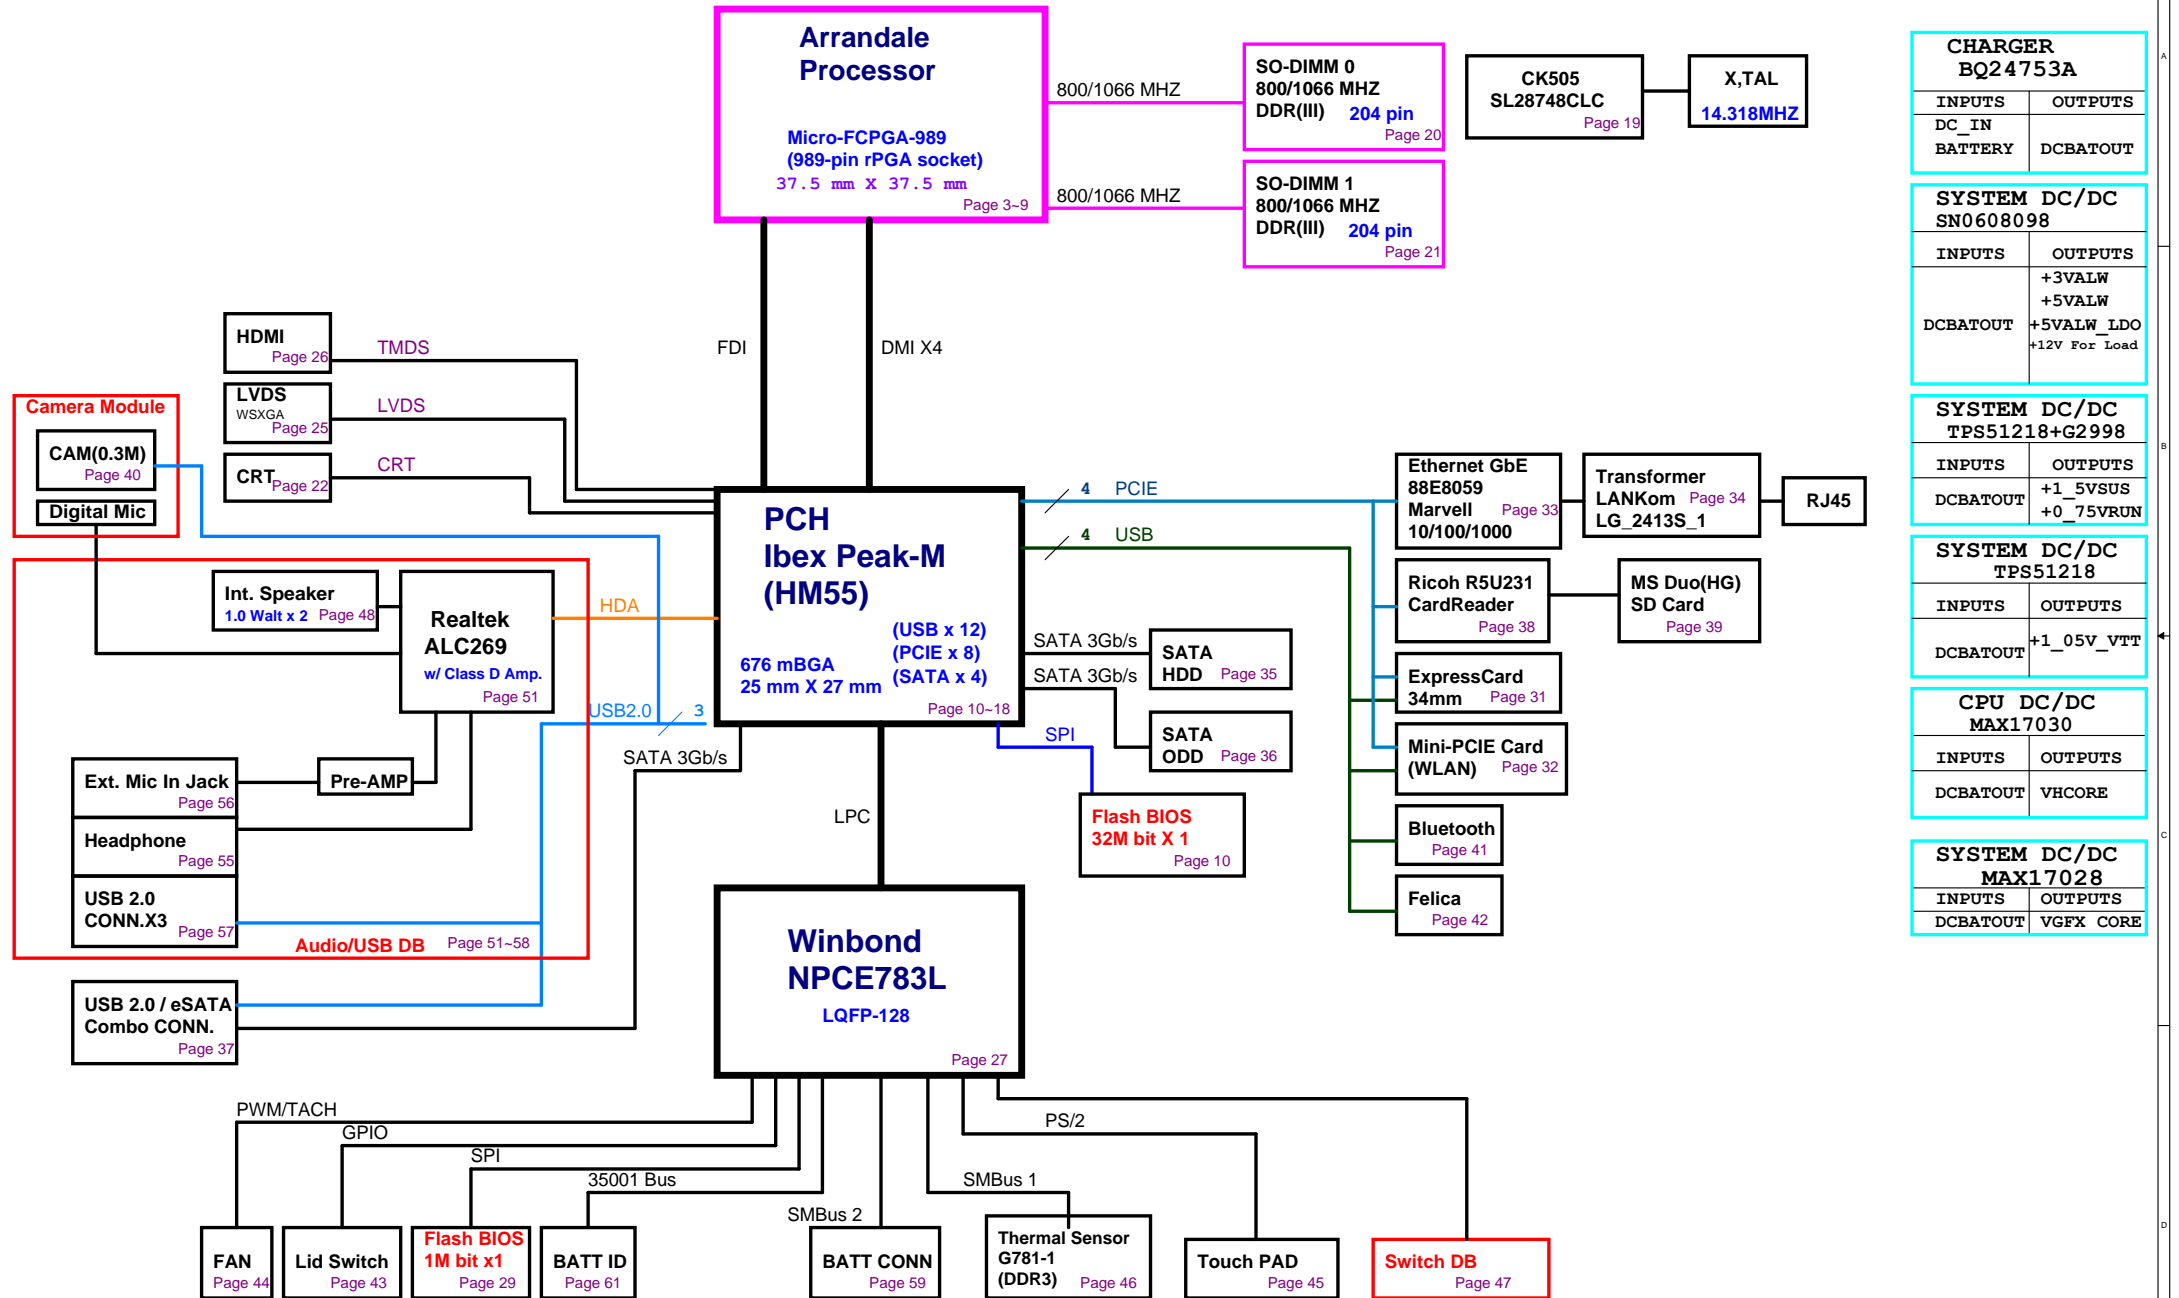 Arrandale
Processor
Micro-FCPGA-989
(989-pin rPGA socket)
37.5 mm X 37.5 mm
Page 3~9
800/1066 MHZ
800/1066 MHZ
SO-DIMM 0
800/1066 MHZ
DDR(III) 204 pin
Page 20
SO-DIMM 1
800/1066 MHZ
DDR(III) 204 pin
Page 21
CK505
SL28748CLC
Page 19
X,TAL
14.318MHZ
FDI
DMI X4
HDMI
Page 26
TMDS
LVDS
WSXGA
Page 25
LVDS
CRT
Page 22
CRT
Camera Module
CAM(0.3M)
Page 40
Digital Mic
Int. Speaker
1.0 Walt x 2 Page 48
Realtek
ALC269
w/ Class D Amp.
Page 51
HDA
USB2.0
3
Ext. Mic In Jack
Page 56
Pre-AMP
Headphone
Page 55
USB 2.0
CONN.X3
Page 57
Audio/USB DB Page 51~58
USB 2.0 / eSATA
Combo CONN.
Page 37
SATA 3Gb/s
PCH
Ibex Peak-M
(HM55)
(USB x 12)
(PCIE x 8)
(SATA x 4)
676 mBGA
25 mm X 27 mm
Page 10~18
4 PCIE
4 USB
SATA 3Gb/s
SATA 3Gb/s
SATA
HDD Page 35
SATA
ODD Page 36
SPI
Flash BIOS
32M bit X 1
Page 10
LPC
Ethernet GbE
88E8059
Marvell
10/100/1000
Page 33
Transformer
LANKom Page 34
LG_2413S_1
RJ45
Ricoh R5U231
CardReader
Page 38
MS Duo(HG)
SD Card
Page 39
ExpressCard
34mm Page 31
Mini-PCIE Card
(WLAN) Page 32
Bluetooth
Page 41
Felica
Page 42
Winbond
NPCE783L
LQFP-128
Page 27
PWM/TACH
GPIO
SPI
35001 Bus
SMBus 2
SMBus 1
PS/2
FAN
Page 44
Lid Switch
Page 43
Flash BIOS
1M bit x1
Page 29
BATT ID
Page 61
BATT CONN
Page 59
Thermal Sensor
G781-1
(DDR3) Page 46
Touch PAD
Page 45
Switch DB
Page 47
CHARGER
BQ24753A
INPUTS OUTPUTS
DC_IN
BATTERY DCBATOUT
SYSTEM DC/DC
SN0608098
INPUTS OUTPUTS
+3VALW
+5VALW
DCBATOUT +5VALW_LDO
+12V For Load
SYSTEM DC/DC
TPS51218+G2998
INPUTS OUTPUTS
DCBATOUT +1_5VSUS
+0_75VRUN
SYSTEM DC/DC
TPS51218
INPUTS OUTPUTS
DCBATOUT +1_05V_VTT
CPU DC/DC
MAX17030
INPUTS OUTPUTS
DCBATOUT VHCORE
SYSTEM DC/DC
MAX17028
INPUTS OUTPUTS
DCBATOUT VGFX CORE
A
B
C
D